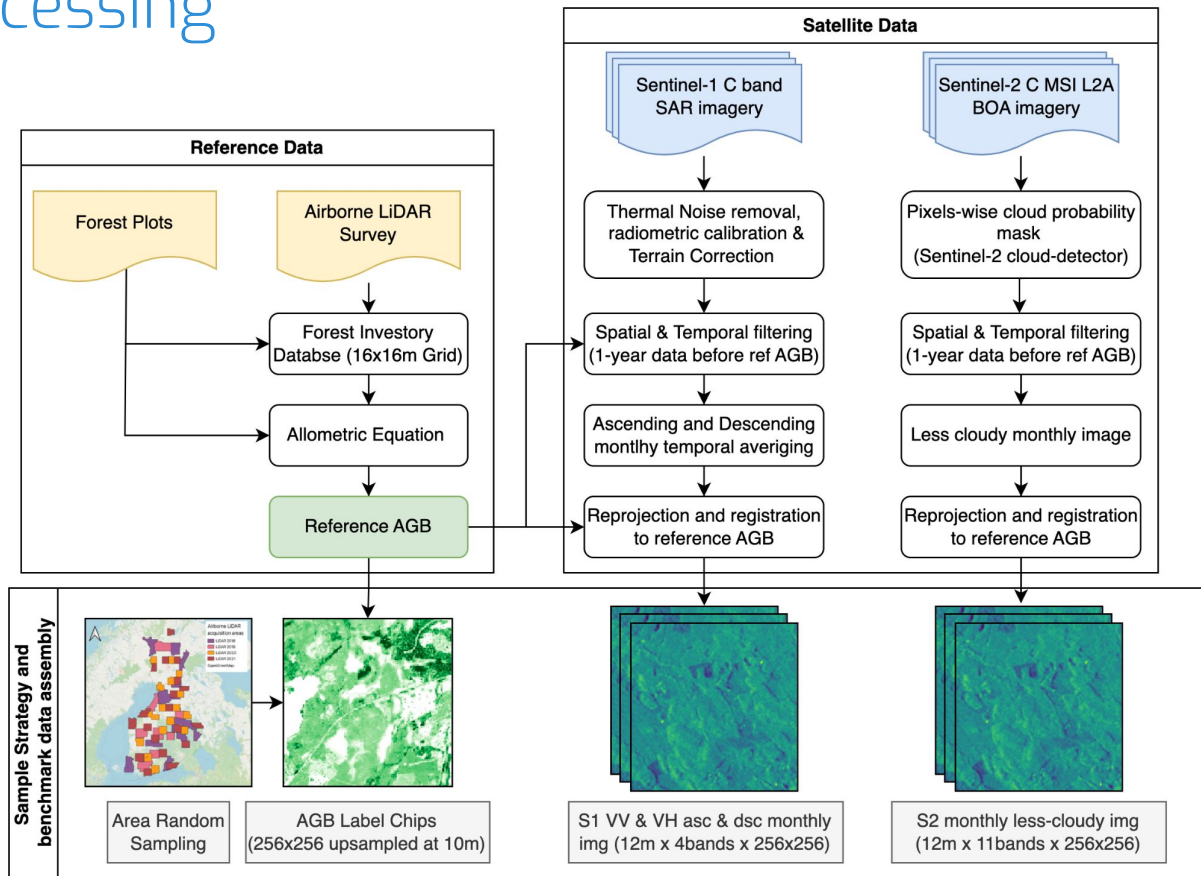 cessing
Satellite Data
Sentinel-1 C band
SAR imagery
Sentinel-2 C MSI L2A
BOA imagery
Reference Data
Forest Plots
Airborne LiDAR
Survey
Thermal Noise removal,
radiometric calibration &
Terrain Correction
Pixels-wise cloud probability
mask
(Sentinel-2 cloud-detector)
Forest Investory
Databse (16x16m Grid)
Spatial & Temporal filtering
(1-year data before ref AGB)
Spatial & Temporal filtering
(1-year data before ref AGB)
Allometric Equation
Ascending and Descending
montlhy temporal averiging
Less cloudy monthly image
Reference AGB
Reprojection and registration
to reference AGB
Reprojection and registration
to reference AGB
Sample Strategy and
benchmark data assembly
Airborne LiDAR
acquisition areas
Area Random
Sampling
AGB Label Chips
(256x256 upsampled at 10m)
S1 VV & VH asc & dsc monthly
img (12m x 4bands x 256x256)
S2 monthly less-cloudy img
(12m x 11bands x 256x256)